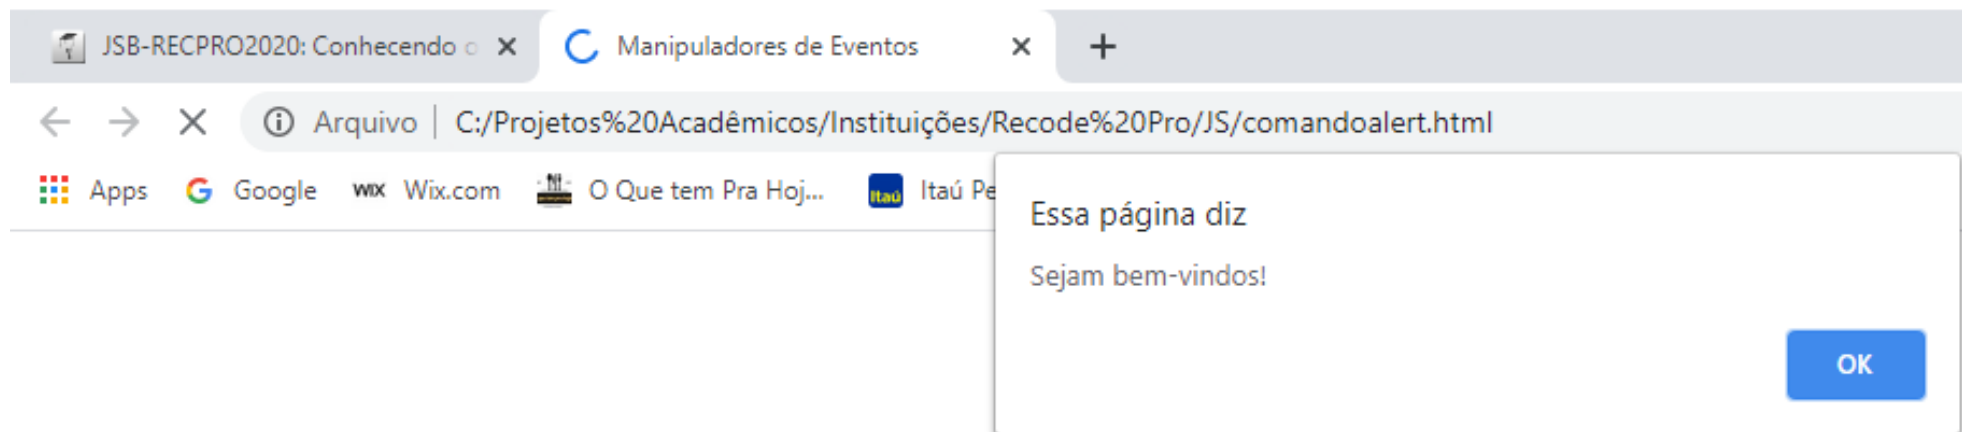 JSB-RECPRO2020: Conhecendo o
Manipuladores de Eventos
Arquivo | C:/Projetos%20Acadêmicos/Instituições/Recode%20Pro/JS/comandoalert.html
Apps Google WIX Wix.com O Que tem Pra Hoj... Itaú Itaú Pe
Essa página diz
Sejam bem-vindos!
OK